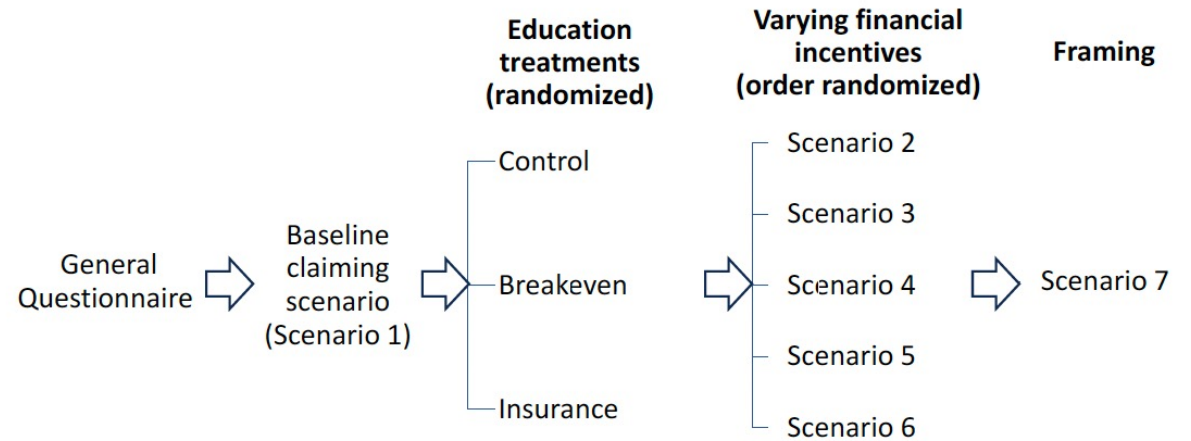 General
Questionnaire
Baseline
claiming
scenario
(Scenario 1)
Education
treatments
(randomized)
Control
Breakeven
Insurance
Varying financial
incentives
(order randomized)
Scenario 2
Scenario 3
Scenario 4
Scenario 5
Scenario 6
Framing
Scenario 7